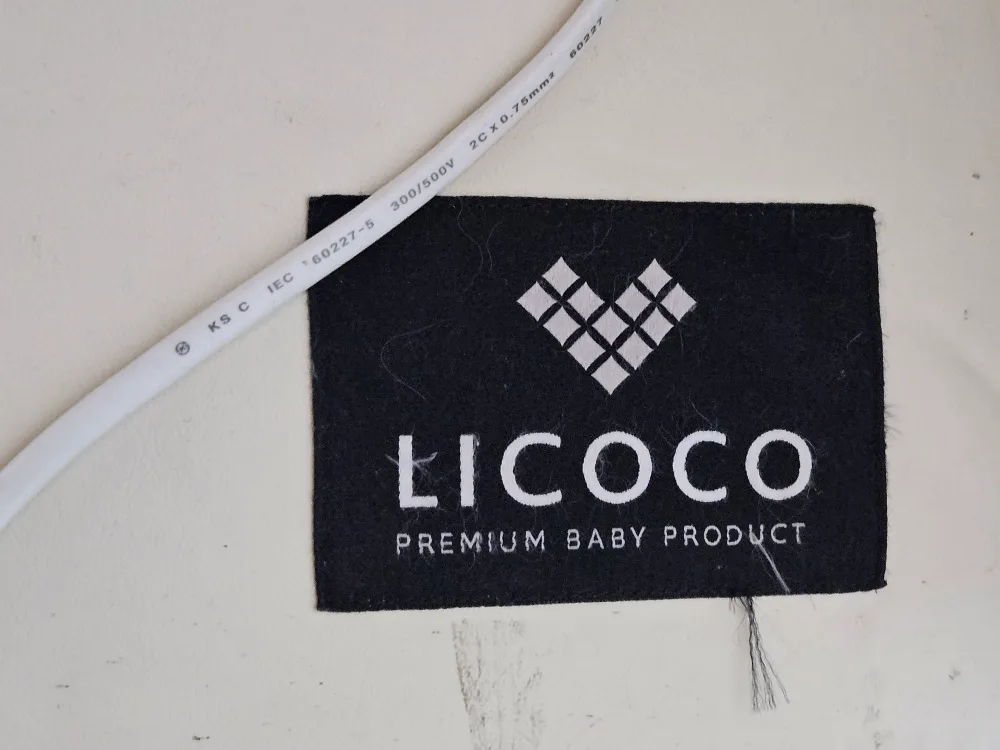 KS C IEC 60227-5 300/500V 2C X 0.75mm² 60227
LICOCO
PREMIUM BABY PRODUCT